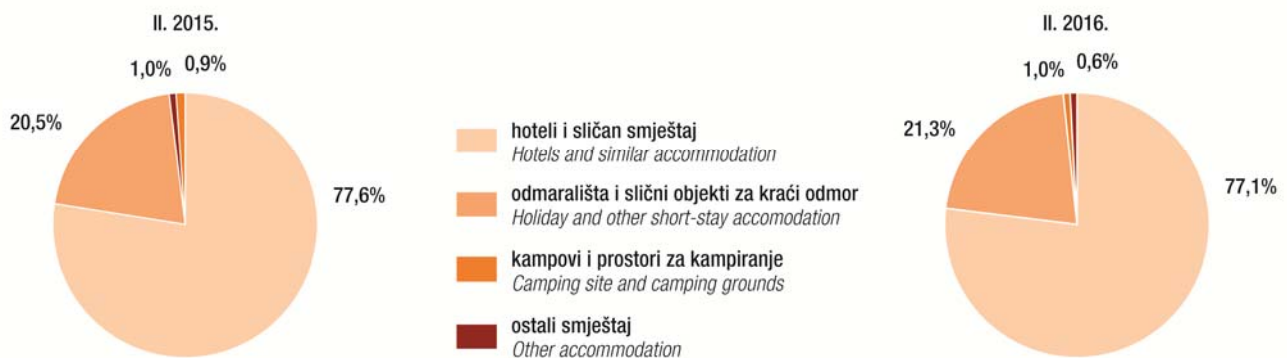 II. 2015.
1,0%
0,9%
20,5%
77,6%
hoteli i sličan smještaj
Hotels and similar accommodation
odmarališta i slični objekti za kraći odmor
Holiday and other short-stay accomodation
kampovi i prostori za kampiranje
Camping site and camping grounds
ostali smještaj
Other accommodation
II. 2016.
1,0%
0,6%
21,3%
77,1%